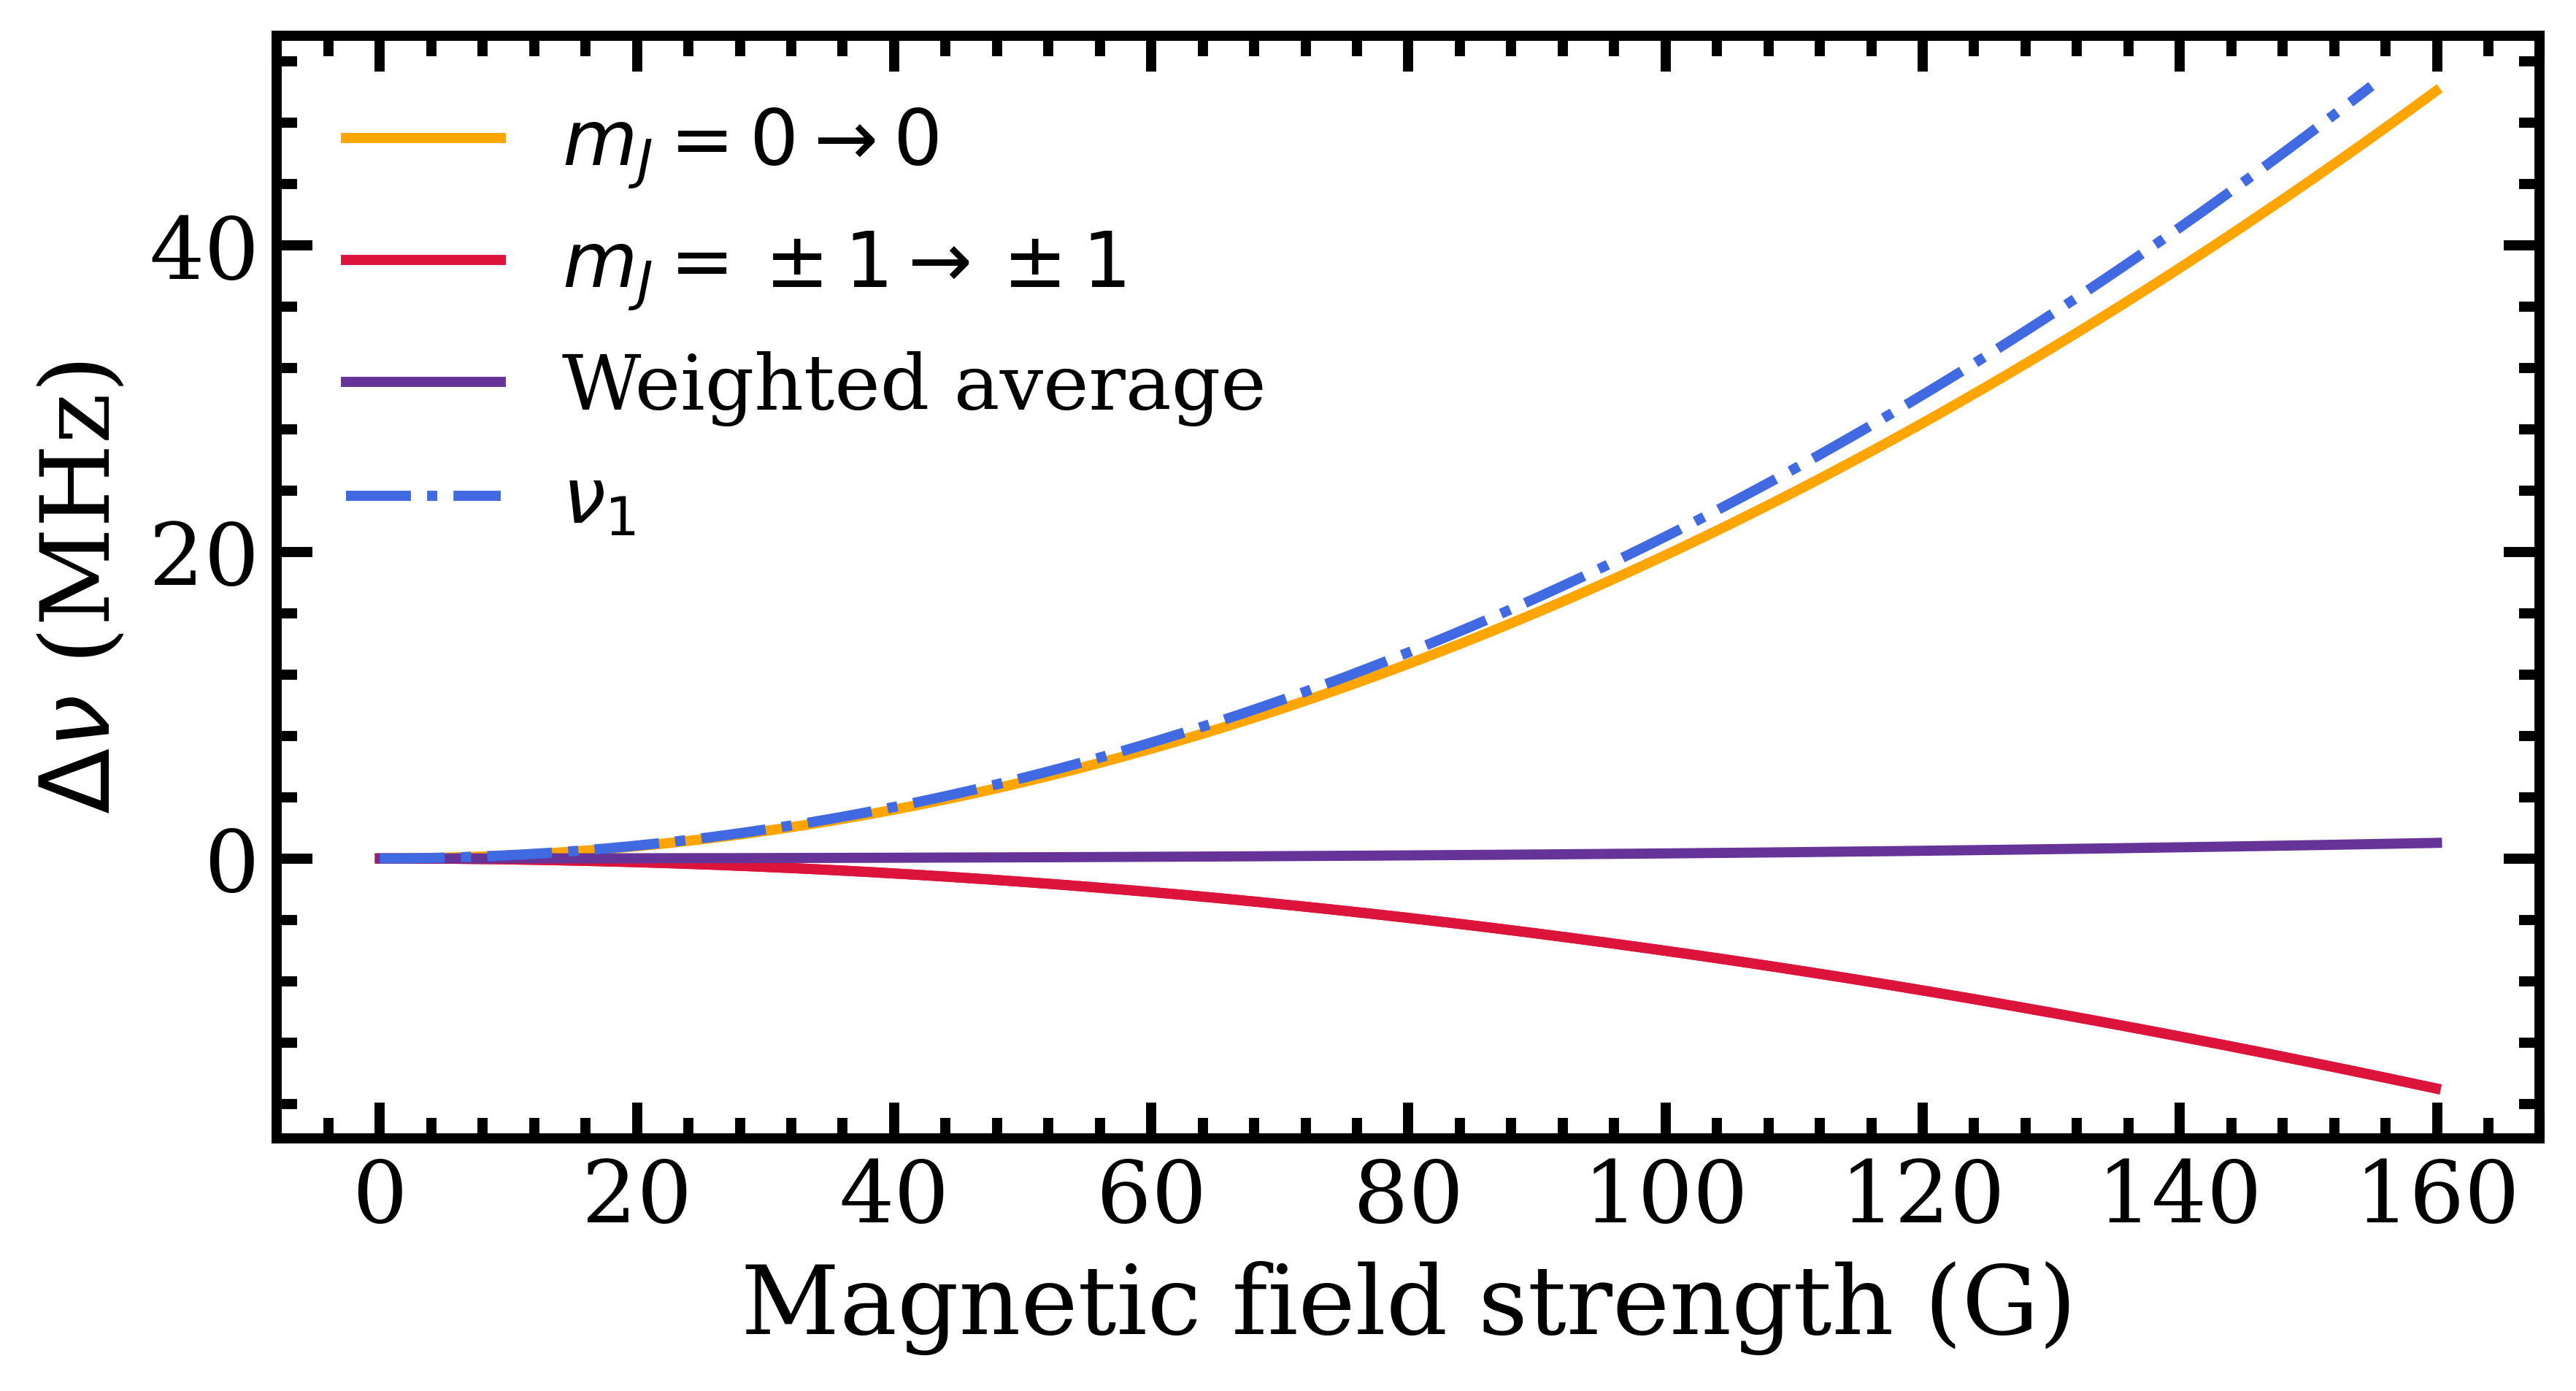 m_J = 0 → 0
m_J = ± 1 → ± 1
Weighted average
ν₁
Δν (MHz)
40
20
0
0 20 40 60 80 100 120 140 160
Magnetic field strength (G)